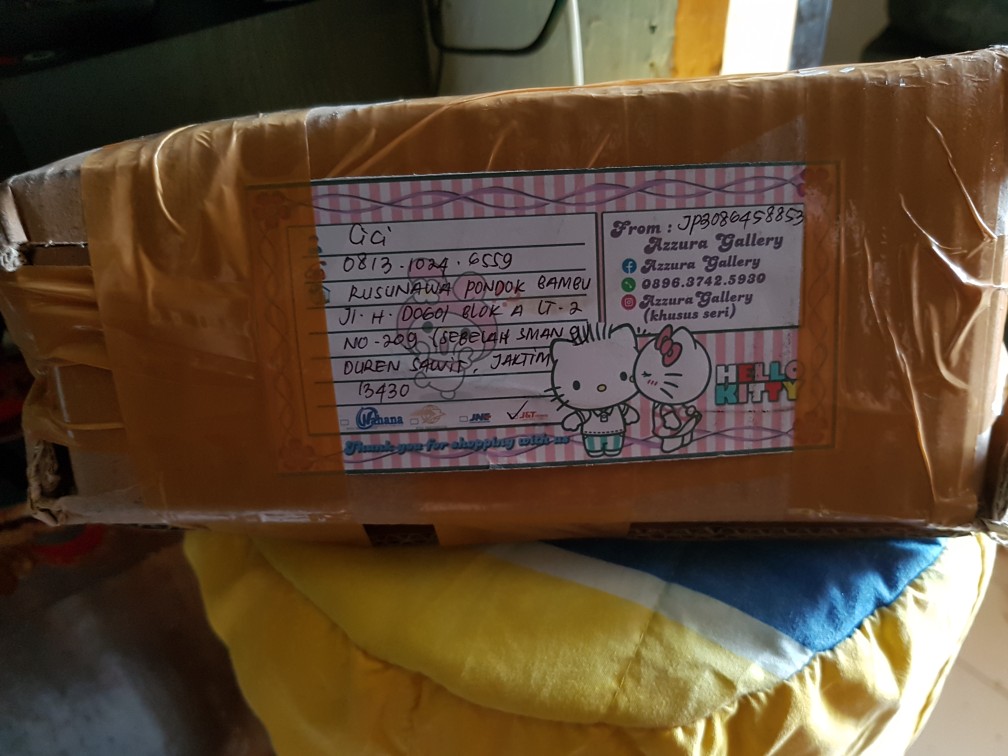 Cici
0813-1024.6559
RUSUNAWA PONDOK BAMBU
Jl. H. DOGOL BLOK A LT-2
NO-209 (SEBELAH SMAN
DUREN SAWIT, JAKTIM
13430
Wahana
JNE
J&T
Thank you for shopping with us
From : JP3086458853
Azzura Gallery
Azzura Gallery
0896.3742.5930
Azzura Gallery
(khusus seri)
HELLO
KITTY